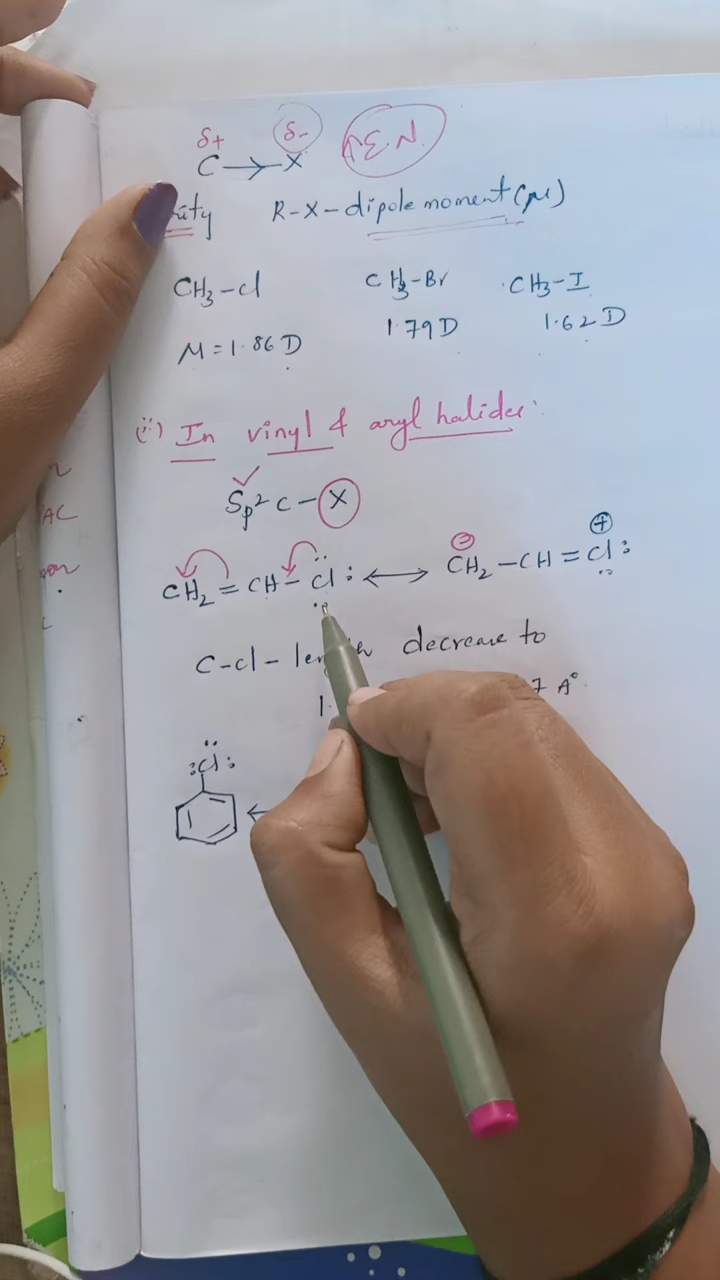 δ+ δ-
C → X ↑E.N.
R-X-dipole moment (μ)
CH₃-Cl CH₃-Br CH₃-I
M = 1.86 D 1.79 D 1.62 D
(ii) In vinyl & aryl halides:
Sp² C - X
CH₂ = CH - Cl: ↔ CH₂ - CH = Cl:
C-Cl- decrease to
7 A°.
:Cl: